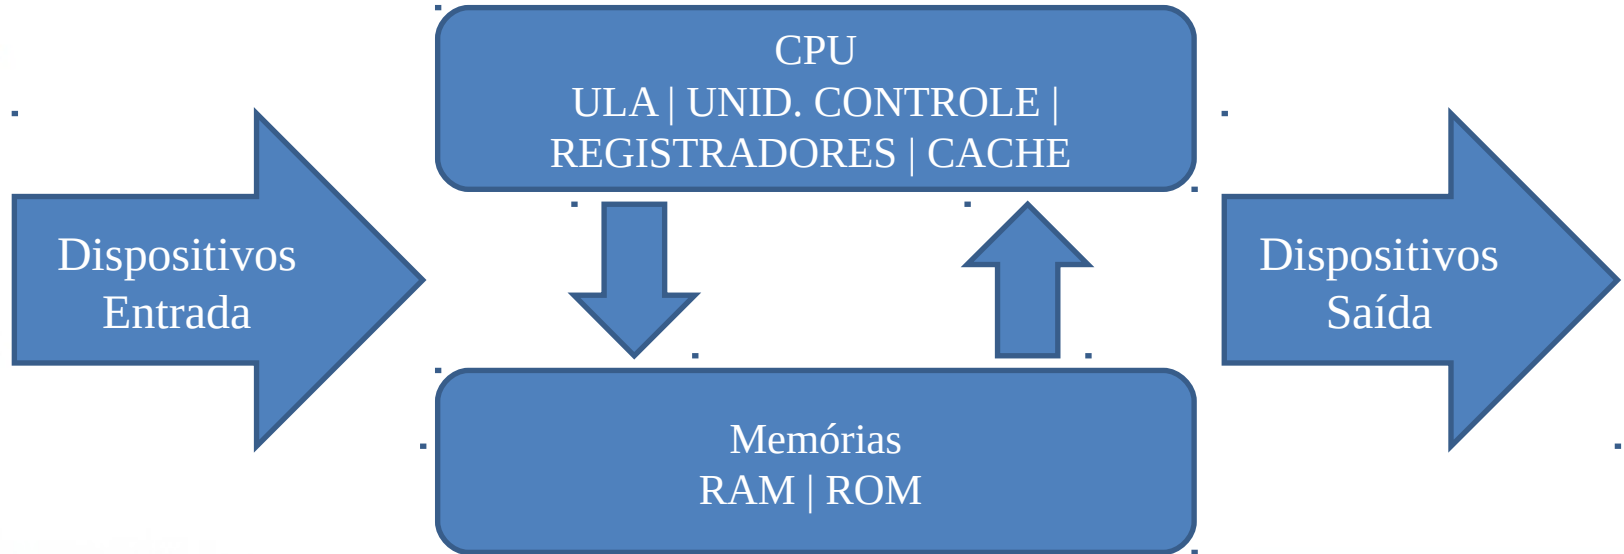 CPU
ULA | UNID. CONTROLE |
REGISTRADORES | CACHE
Dispositivos
Entrada
Dispositivos
Saída
Memórias
RAM | ROM